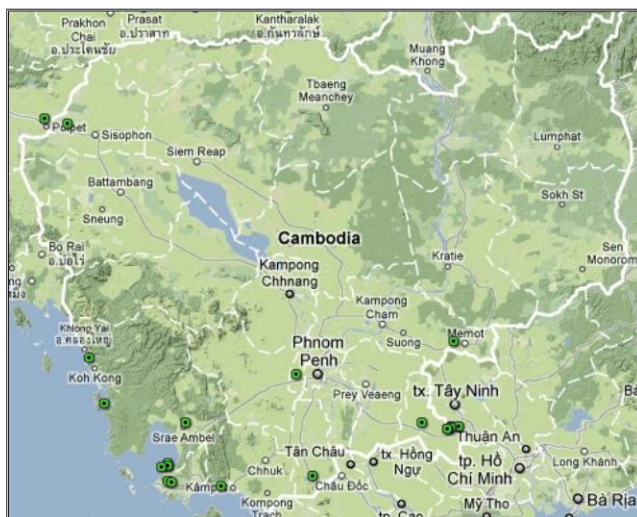 Prakhon Chai
อ.ประโคนชัย
Prasat
อ.ปราสาท
Kantharalak
อ.กันทรลักษ์
Muang Khong
Tbaeng Meanchey
Poipet
Sisophon
Siem Reap
Lumphat
Battambang
Sneung
Sokh St
Bo Rai
อ.บ่อไร่
Cambodia
Kratie
Sen Monorom
Kampong Chhnang
Kampong Cham
Suong
Memot
Khlong Yai
อ.คลองใหญ่
Koh Kong
Phnom Penh
Prey Veaeng
tx. Tây Ninh
Srae Ambel
Thuận An
Tân Châu
tx. Hồng Ngự
tp. Hồ Chí Minh
Long Khánh
Chhuk
Châu Đốc
Kâmpot
Kompong Trach
Mỹ Tho
Bà Rịa
tp. Cao